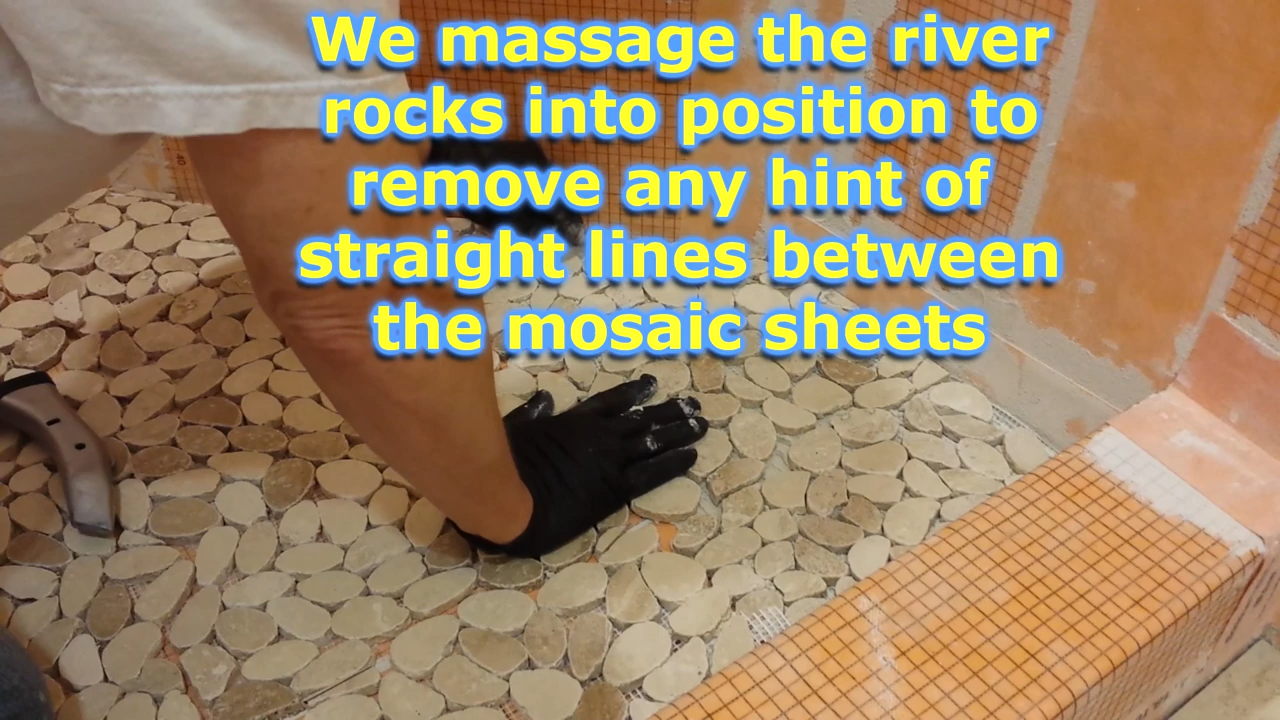 We massage the river
rocks into position to
remove any hint of
straight lines between
the mosaic sheets